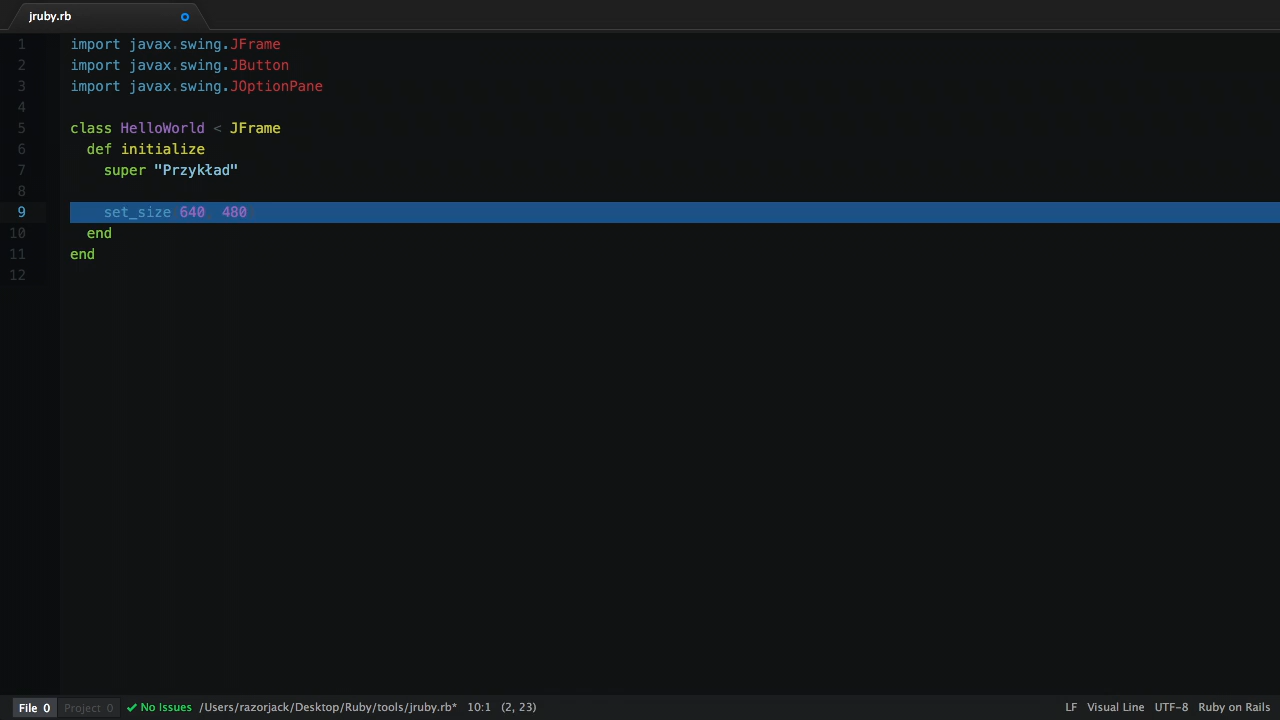 jruby.rb
1 import javax.swing.JFrame
2 import javax.swing.JButton
3 import javax.swing.JOptionPane
4
5 class HelloWorld < JFrame
6 def initialize
7 super "Przykład"
8
9 set_size 640, 480
10 end
11 end
12
File 0 Project 0 No Issues /Users/razorjack/Desktop/Ruby/tools/jruby.rb* 10:1 (2, 23) LF Visual Line UTF-8 Ruby on Rails